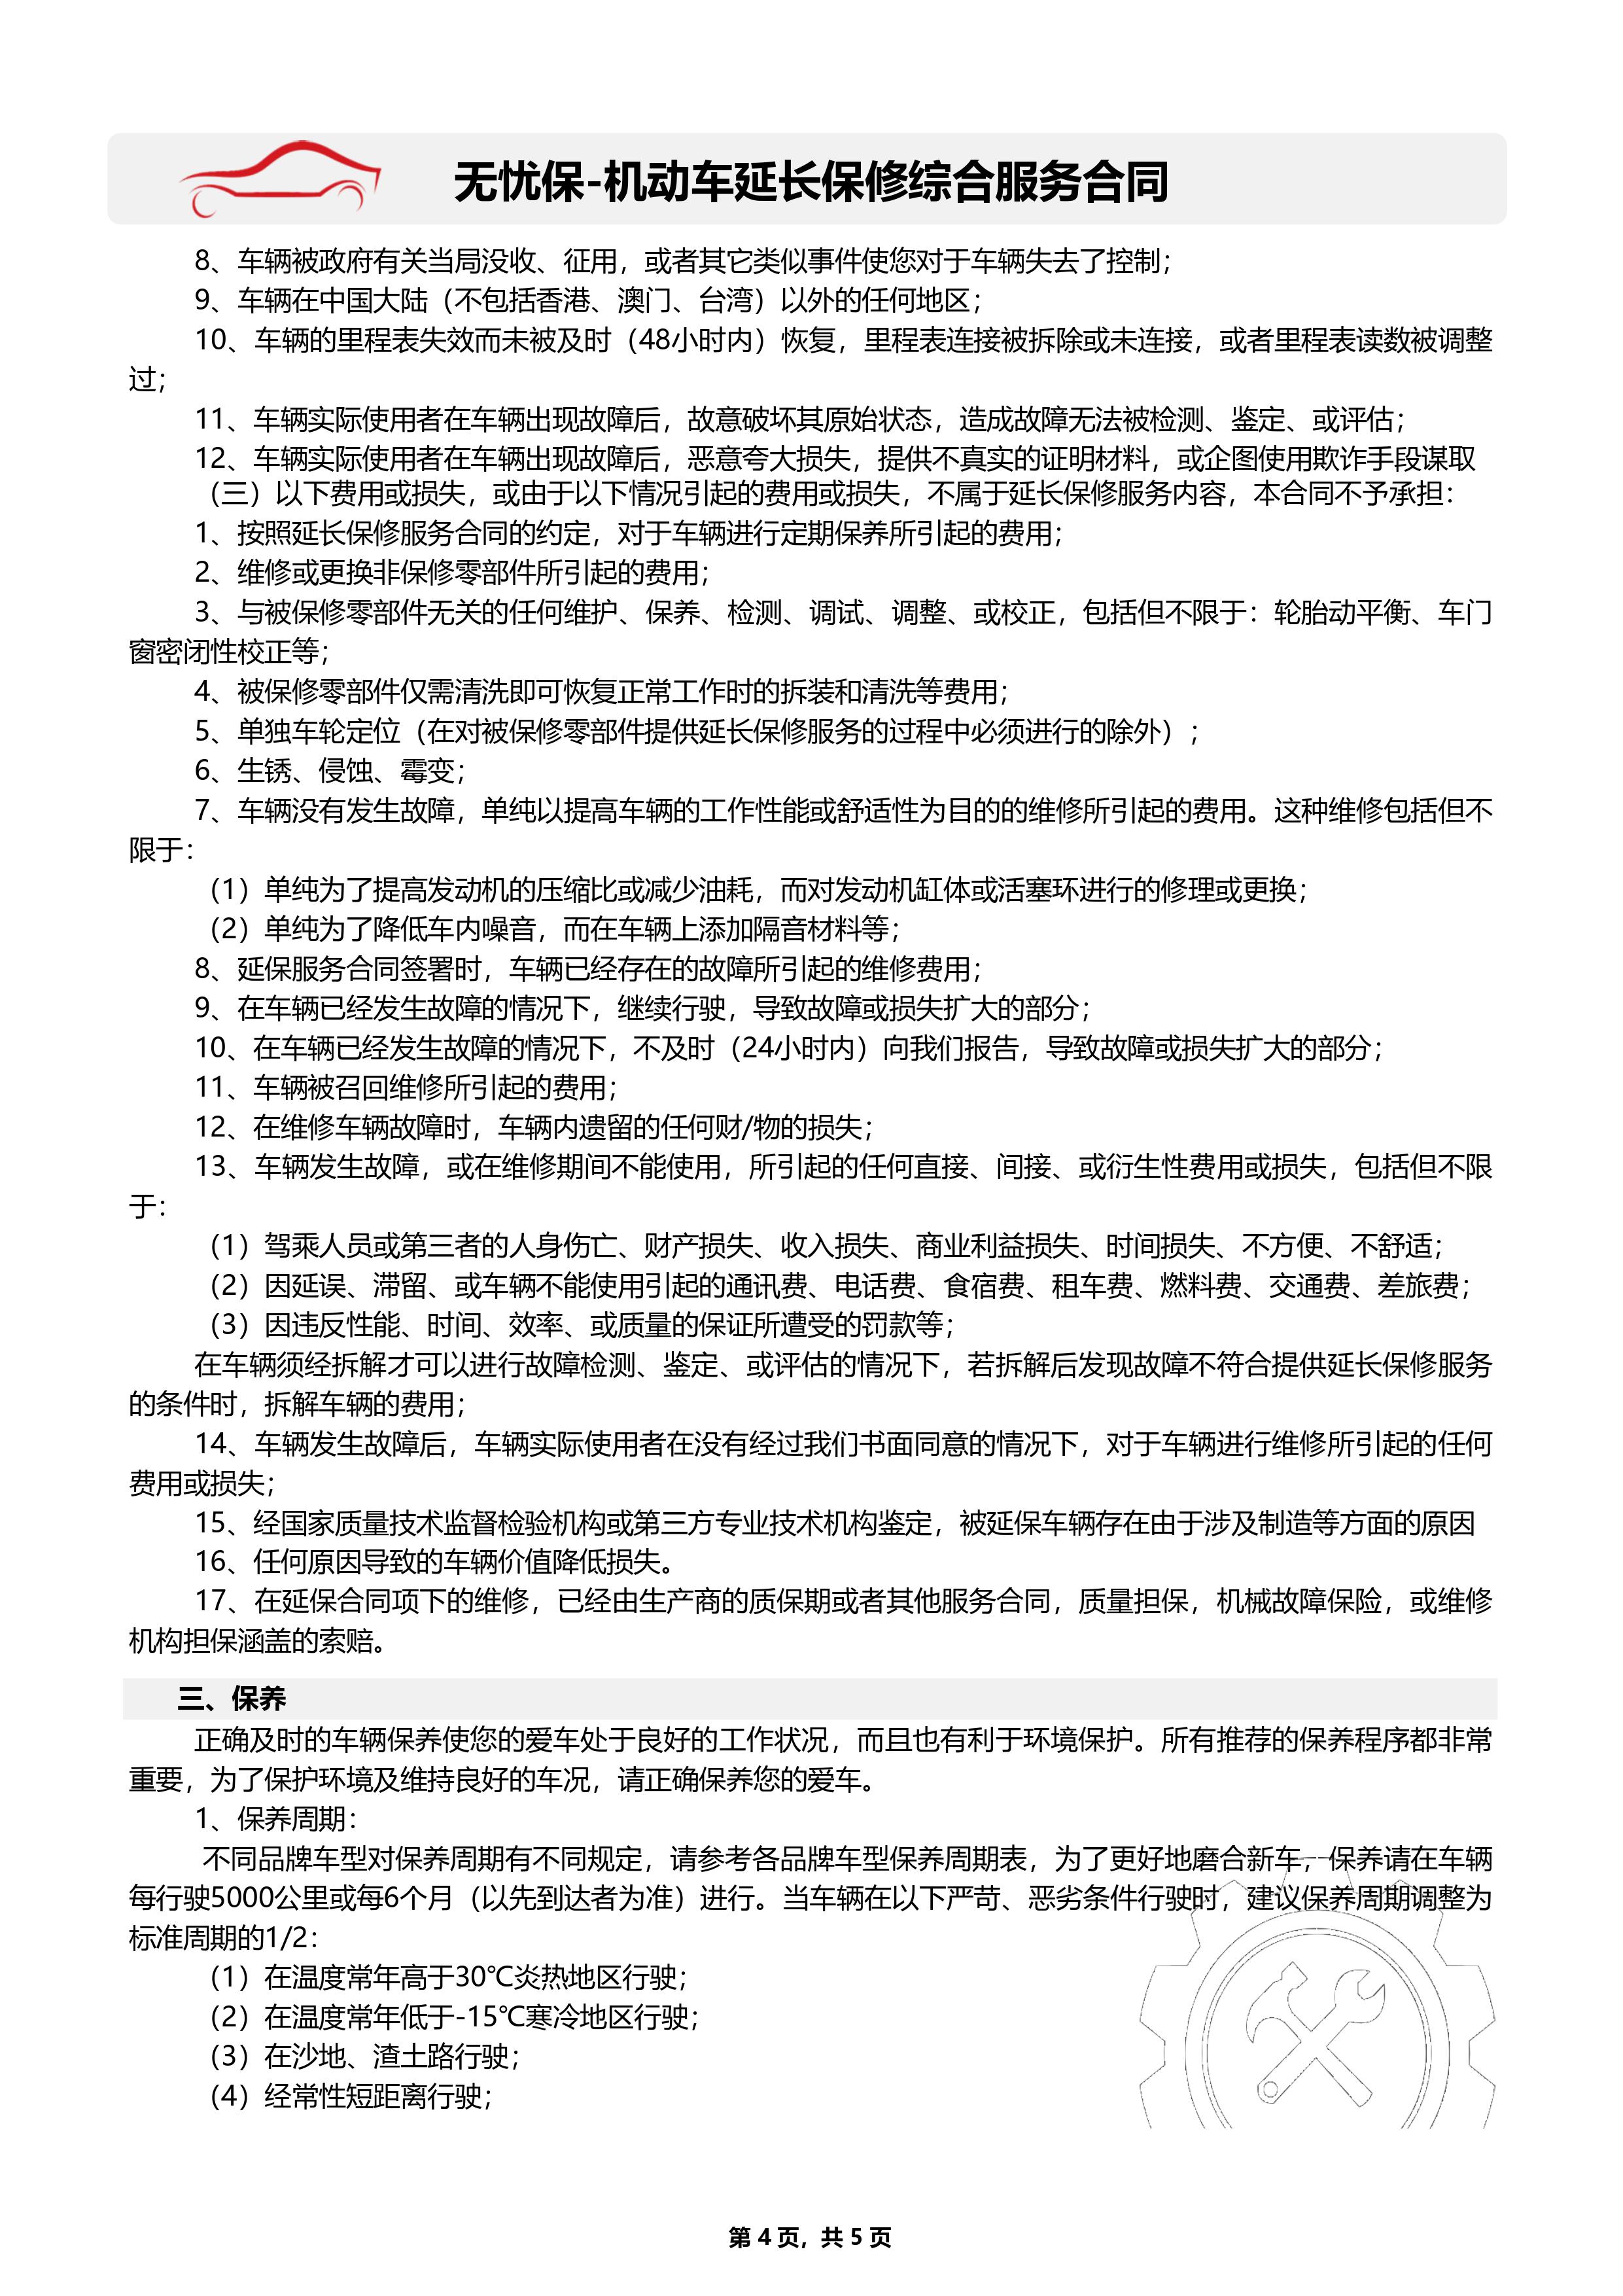 无忧保-机动车延长保修综合服务合同
8、车辆被政府有关当局没收、征用，或者其它类似事件使您对于车辆失去了控制；
9、车辆在中国大陆（不包括香港、澳门、台湾）以外的任何地区；
10、车辆的里程表失效而未被及时（48小时内）恢复，里程表连接被拆除或未连接，或者里程表读数被调整
过；
11、车辆实际使用者在车辆出现故障后，故意破坏其原始状态，造成故障无法被检测、鉴定、或评估；
12、车辆实际使用者在车辆出现故障后，恶意夸大损失，提供不真实的证明材料，或企图使用欺诈手段谋取
（三）以下费用或损失，或由于以下情况引起的费用或损失，不属于延长保修服务内容，本合同不予承担：
1、按照延长保修服务合同的约定，对于车辆进行定期保养所引起的费用；
2、维修或更换非保修零部件所引起的费用；
3、与被保修零部件无关的任何维护、保养、检测、调试、调整、或校正，包括但不限于：轮胎动平衡、车门
窗密闭性校正等；
4、被保修零部件仅需清洗即可恢复正常工作时的拆装和清洗等费用；
5、单独车轮定位（在对被保修零部件提供延长保修服务的过程中必须进行的除外）；
6、生锈、侵蚀、霉变；
7、车辆没有发生故障，单纯以提高车辆的工作性能或舒适性为目的的维修所引起的费用。这种维修包括但不
限于：
（1）单纯为了提高发动机的压缩比或减少油耗，而对发动机缸体或活塞环进行的修理或更换；
（2）单纯为了降低车内噪音，而在车辆上添加隔音材料等；
8、延保服务合同签署时，车辆已经存在的故障所引起的维修费用；
9、在车辆已经发生故障的情况下，继续行驶，导致故障或损失扩大的部分；
10、在车辆已经发生故障的情况下，不及时（24小时内）向我们报告，导致故障或损失扩大的部分；
11、车辆被召回维修所引起的费用；
12、在维修车辆故障时，车辆内遗留的任何财/物的损失；
13、车辆发生故障，或在维修期间不能使用，所引起的任何直接、间接、或衍生性费用或损失，包括但不限
于：
（1）驾乘人员或第三者的人身伤亡、财产损失、收入损失、商业利益损失、时间损失、不方便、不舒适；
（2）因延误、滞留、或车辆不能使用引起的通讯费、电话费、食宿费、租车费、燃料费、交通费、差旅费；
（3）因违反性能、时间、效率、或质量的保证所遭受的罚款等；
在车辆须经拆解才可以进行故障检测、鉴定、或评估的情况下，若拆解后发现故障不符合提供延长保修服务
的条件时，拆解车辆的费用；
14、车辆发生故障后，车辆实际使用者在没有经过我们书面同意的情况下，对于车辆进行维修所引起的任何
费用或损失；
15、经国家质量技术监督检验机构或第三方专业技术机构鉴定，被延保车辆存在由于涉及制造等方面的原因
16、任何原因导致的车辆价值降低损失。
17、在延保合同项下的维修，已经由生产商的质保期或者其他服务合同，质量担保，机械故障保险，或维修
机构担保涵盖的索赔。
三、保养
正确及时的车辆保养使您的爱车处于良好的工作状况，而且也有利于环境保护。所有推荐的保养程序都非常
重要，为了保护环境及维持良好的车况，请正确保养您的爱车。
1、保养周期：
不同品牌车型对保养周期有不同规定，请参考各品牌车型保养周期表，为了更好地磨合新车，保养请在车辆
每行驶5000公里或每6个月（以先到达者为准）进行。当车辆在以下严苛、恶劣条件行驶时，建议保养周期调整为
标准周期的1/2：
（1）在温度常年高于30℃炎热地区行驶；
（2）在温度常年低于-15℃寒冷地区行驶；
（3）在沙地、渣土路行驶；
（4）经常性短距离行驶；
第 4 页，共 5 页